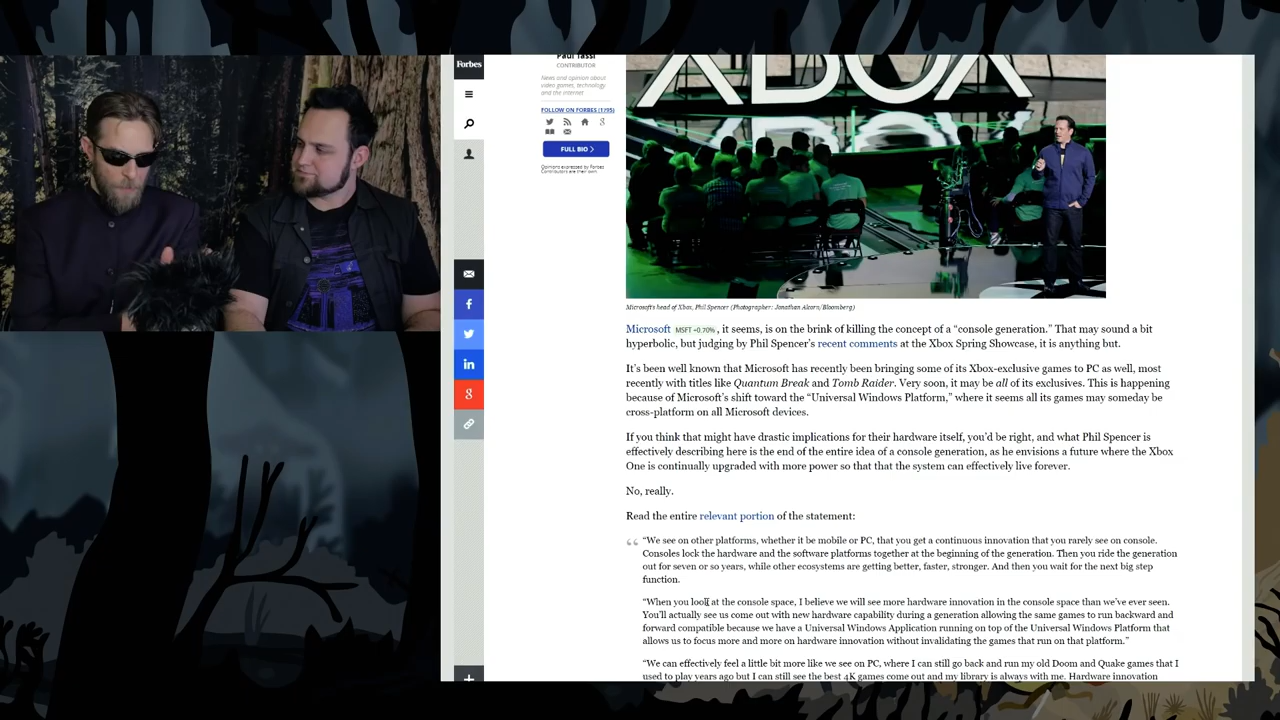 Forbes
Paul Tassi
CONTRIBUTOR
News and opinion about
video games, technology
and the internet
FOLLOW ON FORBES (1795)
FULL BIO >
Opinions expressed by Forbes
Contributors are their own.
XBOX
Microsoft's head of Xbox, Phil Spencer (Photographer: Jonathan Alcorn/Bloomberg)
Microsoft MSFT +0.70%, it seems, is on the brink of killing the concept of a “console generation.” That may sound a bit
hyperbolic, but judging by Phil Spencer’s recent comments at the Xbox Spring Showcase, it is anything but.
It’s been well known that Microsoft has recently been bringing some of its Xbox-exclusive games to PC as well, most
recently with titles like Quantum Break and Tomb Raider. Very soon, it may be all of its exclusives. This is happening
because of Microsoft’s shift toward the “Universal Windows Platform,” where it seems all its games may someday be
cross-platform on all Microsoft devices.
If you think that might have drastic implications for their hardware itself, you’d be right, and what Phil Spencer is
effectively describing here is the end of the entire idea of a console generation, as he envisions a future where the Xbox
One is continually upgraded with more power so that that the system can effectively live forever.
No, really.
Read the entire relevant portion of the statement:
“We see on other platforms, whether it be mobile or PC, that you get a continuous innovation that you rarely see on console.
Consoles lock the hardware and the software platforms together at the beginning of the generation. Then you ride the generation
out for seven or so years, while other ecosystems are getting better, faster, stronger. And then you wait for the next big step
function.
“When you look at the console space, I believe we will see more hardware innovation in the console space than we’ve ever seen.
You’ll actually see us come out with new hardware capability during a generation allowing the same games to run backward and
forward compatible because we have a Universal Windows Application running on top of the Universal Windows Platform that
allows us to focus more and more on hardware innovation without invalidating the games that run on that platform.”
“We can effectively feel a little bit more like we see on PC, where I can still go back and run my old Doom and Quake games that I
used to play years ago but I can still see the best 4K games come out and my library is always with me. Hardware innovation